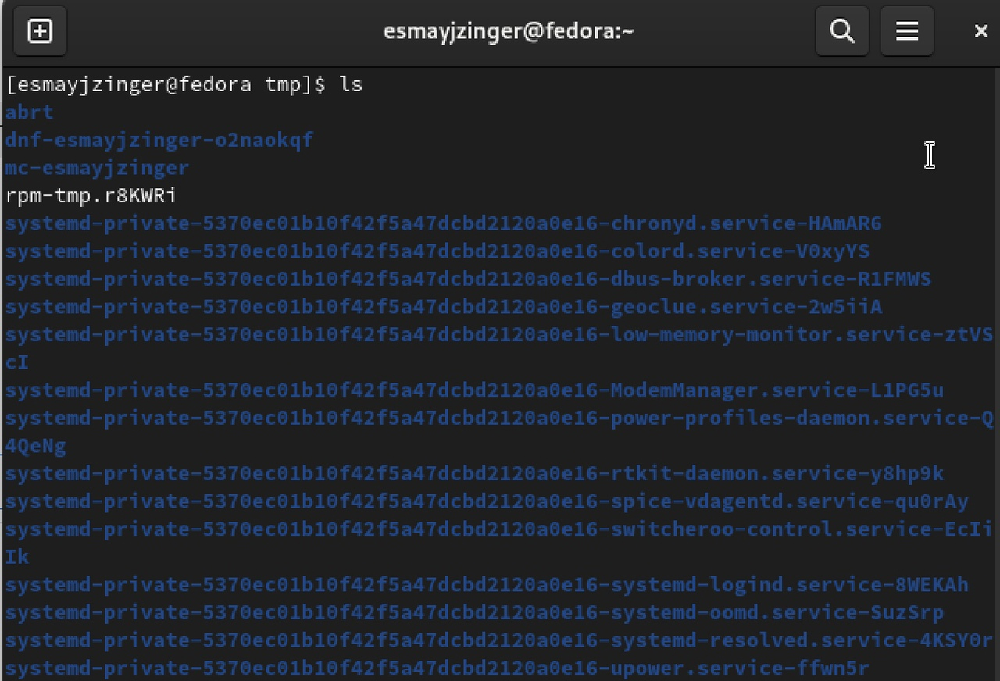 esmayjzinger@fedora:~
[esmayjzinger@fedora tmp]$ ls
abrt
dnf-esmayjzinger-o2naokqf
mc-esmayjzinger
rpm-tmp.r8KWRi
systemd-private-5370ec01b10f42f5a47dcbd2120a0e16-chronyd.service-HAmAR6
systemd-private-5370ec01b10f42f5a47dcbd2120a0e16-colord.service-V0xyYS
systemd-private-5370ec01b10f42f5a47dcbd2120a0e16-dbus-broker.service-R1FMWS
systemd-private-5370ec01b10f42f5a47dcbd2120a0e16-geoclue.service-2w5iiA
systemd-private-5370ec01b10f42f5a47dcbd2120a0e16-low-memory-monitor.service-ztVS
cI
systemd-private-5370ec01b10f42f5a47dcbd2120a0e16-ModemManager.service-L1PG5u
systemd-private-5370ec01b10f42f5a47dcbd2120a0e16-power-profiles-daemon.service-Q
4QeNg
systemd-private-5370ec01b10f42f5a47dcbd2120a0e16-rtkit-daemon.service-y8hp9k
systemd-private-5370ec01b10f42f5a47dcbd2120a0e16-spice-vdagentd.service-qu0rAy
systemd-private-5370ec01b10f42f5a47dcbd2120a0e16-switcheroo-control.service-EcIi
Ik
systemd-private-5370ec01b10f42f5a47dcbd2120a0e16-systemd-logind.service-8WEKAh
systemd-private-5370ec01b10f42f5a47dcbd2120a0e16-systemd-oomd.service-SuzSrp
systemd-private-5370ec01b10f42f5a47dcbd2120a0e16-systemd-resolved.service-4KSY0r
systemd-private-5370ec01b10f42f5a47dcbd2120a0e16-upower.service-ffwn5r